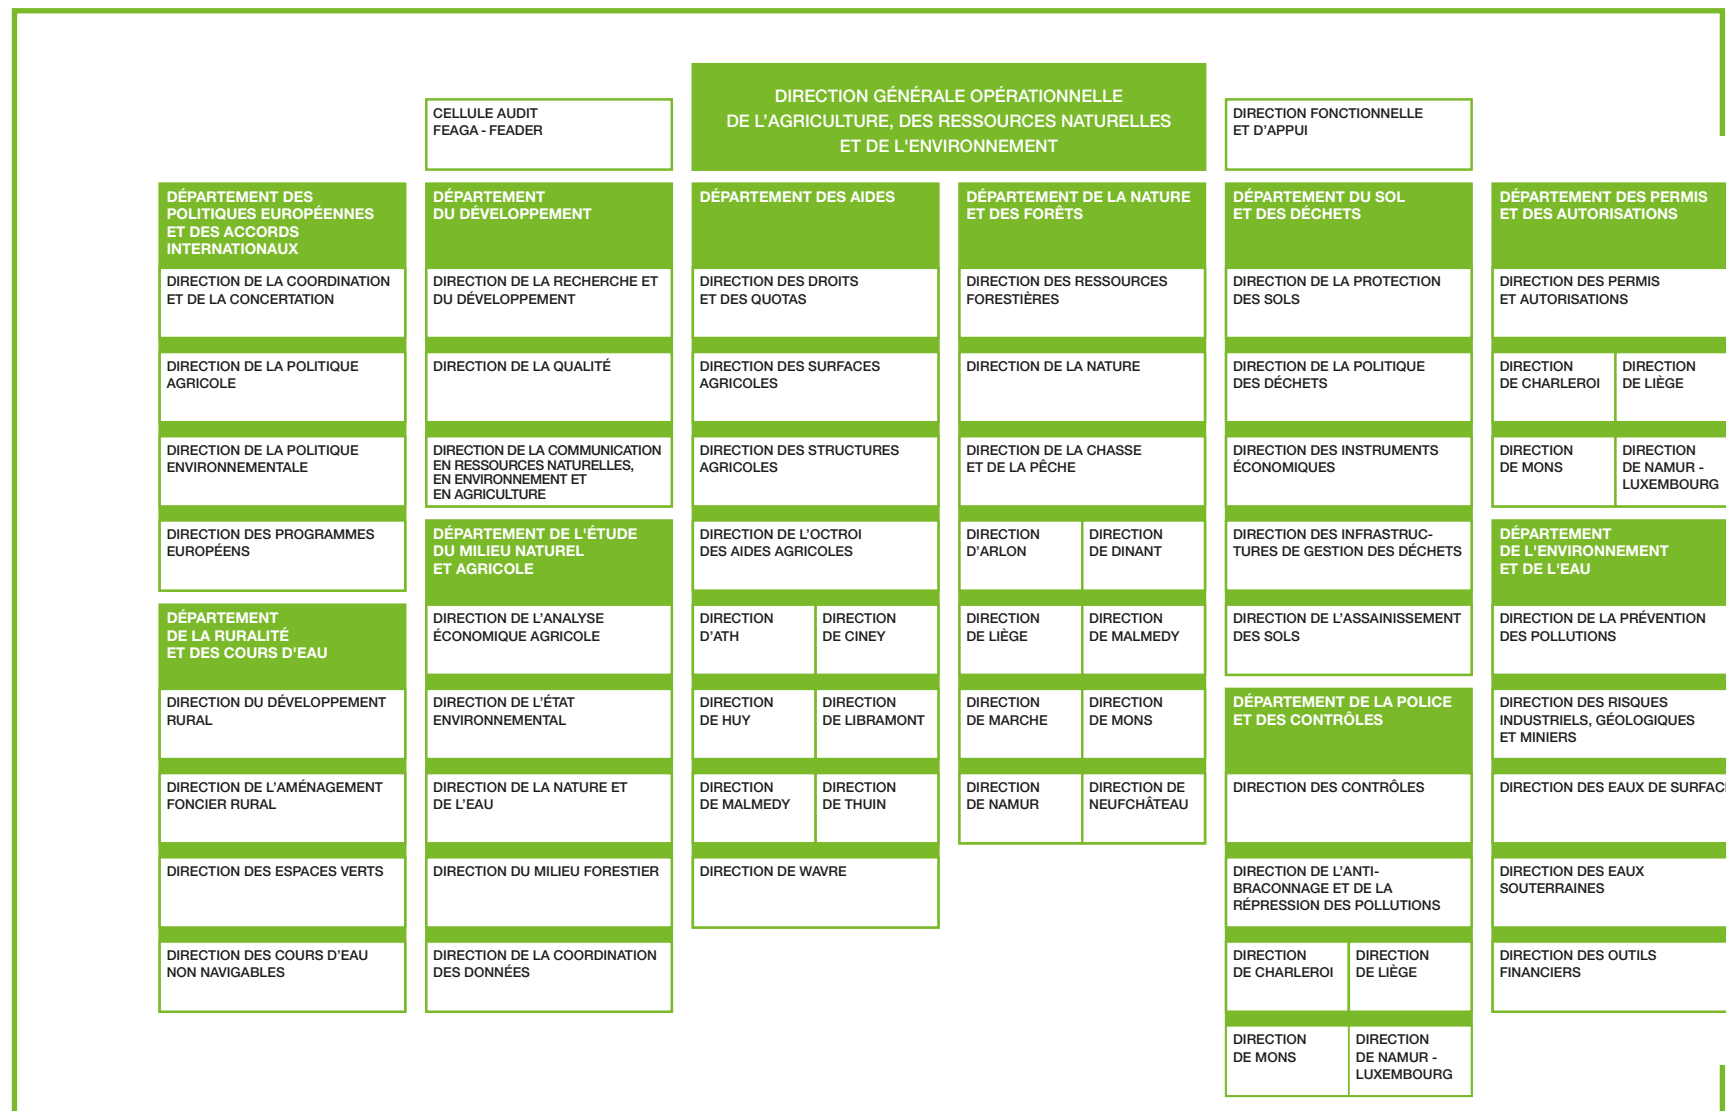 CELLULE AUDIT
FEAGA - FEADER
DIRECTION GÉNÉRALE OPÉRATIONNELLE
DE L'AGRICULTURE, DES RESSOURCES NATURELLES
ET DE L'ENVIRONNEMENT
DIRECTION FONCTIONNELLE
ET D'APPUI
DÉPARTEMENT DES
POLITIQUES EUROPÉENNES
ET DES ACCORDS
INTERNATIONAUX
DIRECTION DE LA COORDINATION
ET DE LA CONCERTATION
DIRECTION DE LA POLITIQUE
AGRICOLE
DIRECTION DE LA POLITIQUE
ENVIRONNEMENTALE
DIRECTION DES PROGRAMMES
EUROPÉENS
DÉPARTEMENT
DE LA RURALITÉ
ET DES COURS D'EAU
DIRECTION DU DÉVELOPPEMENT
RURAL
DIRECTION DE L'AMÉNAGEMENT
FONCIER RURAL
DIRECTION DES ESPACES VERTS
DIRECTION DES COURS D'EAU
NON NAVIGABLES
DÉPARTEMENT
DU DÉVELOPPEMENT
DIRECTION DE LA RECHERCHE ET
DU DÉVELOPPEMENT
DIRECTION DE LA QUALITÉ
DIRECTION DE LA COMMUNICATION
EN RESSOURCES NATURELLES,
EN ENVIRONNEMENT ET
EN AGRICULTURE
DÉPARTEMENT DE L'ÉTUDE
DU MILIEU NATUREL
ET AGRICOLE
DIRECTION DE L'ANALYSE
ÉCONOMIQUE AGRICOLE
DIRECTION DE L'ÉTAT
ENVIRONNEMENTAL
DIRECTION DE LA NATURE ET
DE L'EAU
DIRECTION DU MILIEU FORESTIER
DIRECTION DE LA COORDINATION
DES DONNÉES
DÉPARTEMENT DES AIDES
DIRECTION DES DROITS
ET DES QUOTAS
DIRECTION DES SURFACES
AGRICOLES
DIRECTION DES STRUCTURES
AGRICOLES
DIRECTION DE L'OCTROI
DES AIDES AGRICOLES
DIRECTION
D'ATH
DIRECTION
DE CINEY
DIRECTION
DE HUY
DIRECTION
DE LIBRAMONT
DIRECTION
DE MALMEDY
DIRECTION
DE THUIN
DIRECTION DE WAVRE
DÉPARTEMENT DE LA NATURE
ET DES FORÊTS
DIRECTION DES RESSOURCES
FORESTIÈRES
DIRECTION DE LA NATURE
DIRECTION DE LA CHASSE
ET DE LA PÊCHE
DIRECTION
D'ARLON
DIRECTION
DE DINANT
DIRECTION
DE LIÈGE
DIRECTION
DE MALMEDY
DIRECTION
DE MARCHE
DIRECTION
DE MONS
DIRECTION
DE NAMUR
DIRECTION DE
NEUFCHÂTEAU
DÉPARTEMENT DU SOL
ET DES DÉCHETS
DIRECTION DE LA PROTECTION
DES SOLS
DIRECTION DE LA POLITIQUE
DES DÉCHETS
DIRECTION DES INSTRUMENTS
ÉCONOMIQUES
DIRECTION DES INFRASTRUC-
TURES DE GESTION DES DÉCHETS
DIRECTION DE L'ASSAINISSEMENT
DES SOLS
DÉPARTEMENT DE LA POLICE
ET DES CONTRÔLES
DIRECTION DES CONTRÔLES
DIRECTION DE L'ANTI-
BRACONNAGE ET DE LA
RÉPRESSION DES POLLUTIONS
DIRECTION
DE CHARLEROI
DIRECTION
DE LIÈGE
DIRECTION
DE MONS
DIRECTION
DE NAMUR -
LUXEMBOURG
DÉPARTEMENT DES PERMIS
ET DES AUTORISATIONS
DIRECTION DES PERMIS
ET AUTORISATIONS
DIRECTION
DE CHARLEROI
DIRECTION
DE LIÈGE
DIRECTION
DE MONS
DIRECTION
DE NAMUR -
LUXEMBOURG
DÉPARTEMENT
DE L'ENVIRONNEMENT
ET DE L'EAU
DIRECTION DE LA PRÉVENTION
DES POLLUTIONS
DIRECTION DES RISQUES
INDUSTRIELS, GÉOLOGIQUES
ET MINIERS
DIRECTION DES EAUX DE
DIRECTION DES EAUX
SOUTERRAINES
DIRECTION DES OUTILS
FINANCIERS